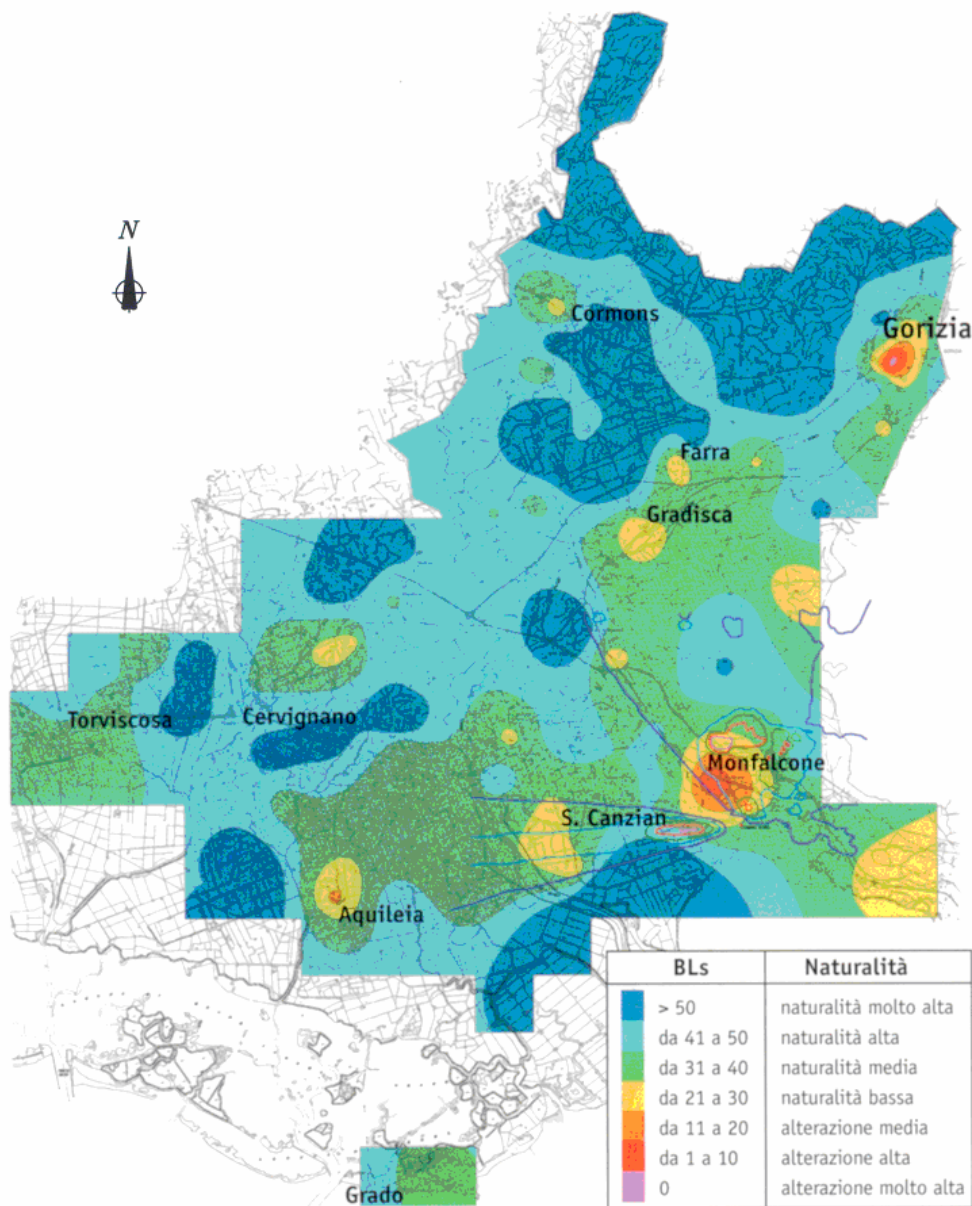 N
Cormons
Gorizia
Farra
Gradisca
Torviscosa
Cervignano
Monfalcone
S. Canzian
Aquileia
Grado
BLs Naturalità
> 50 naturalità molto alta
da 41 a 50 naturalità alta
da 31 a 40 naturalità media
da 21 a 30 naturalità bassa
da 11 a 20 alterazione media
da 1 a 10 alterazione alta
0 alterazione molto alta